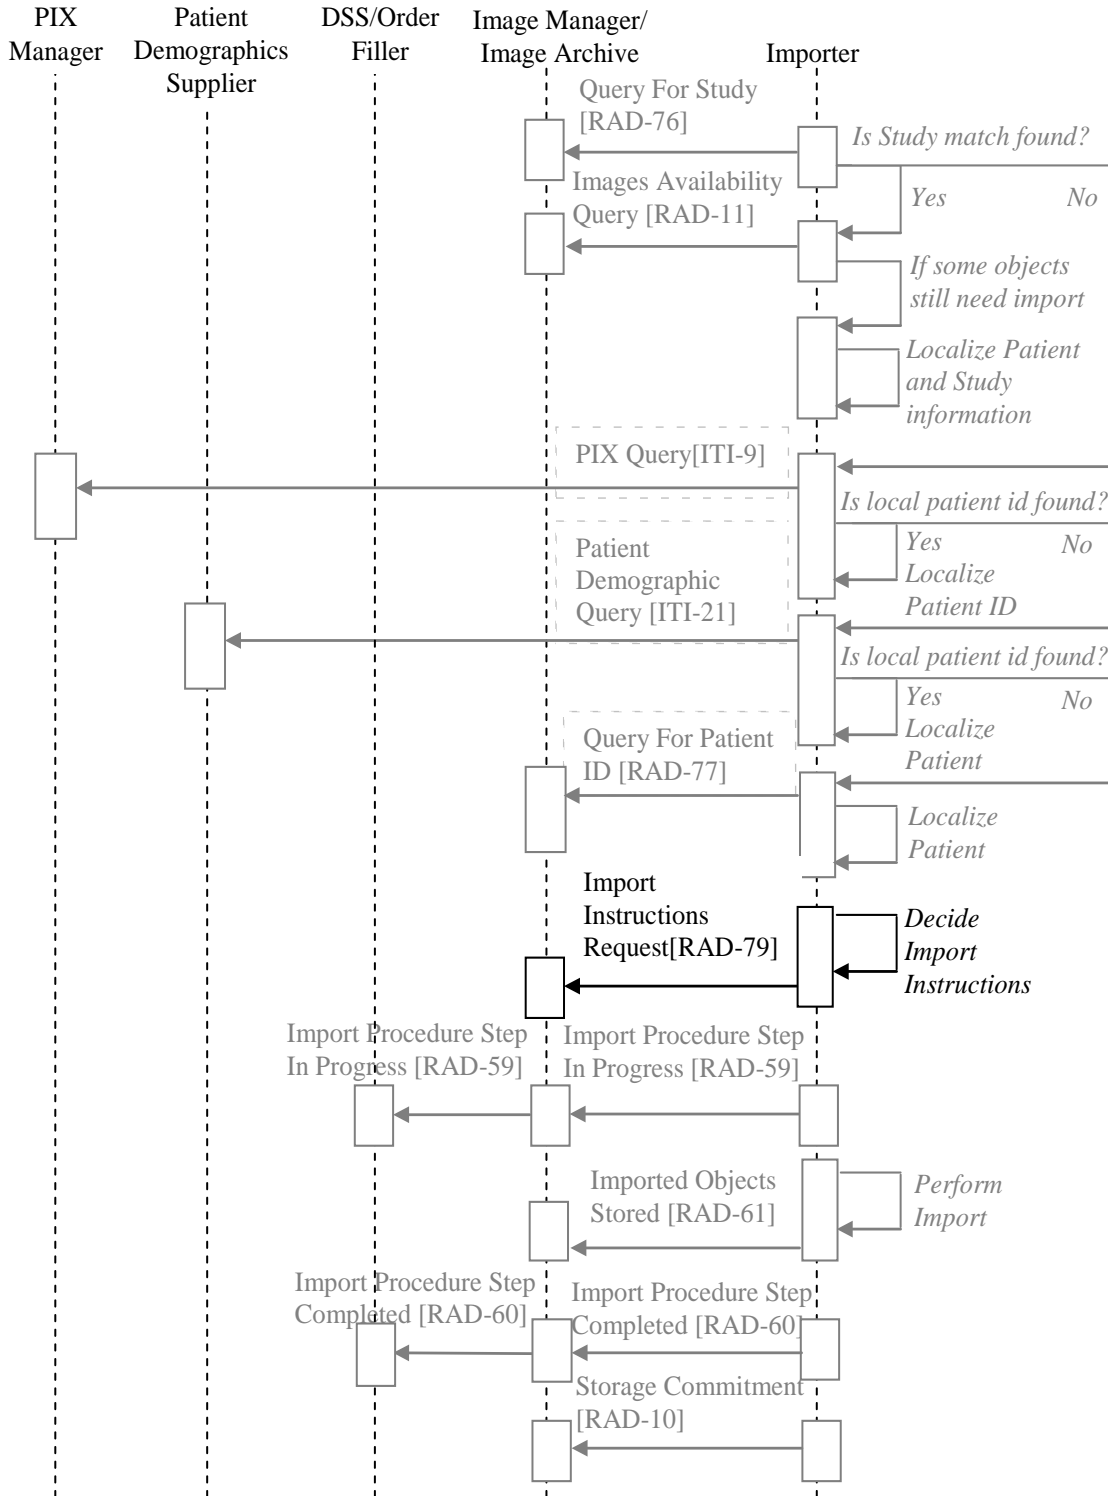 PIX
Manager
Patient
Demographics
Supplier
DSS/Order
Filler
Image Manager/
Image Archive
Importer
Query For Study
[RAD-76]
Is Study match found?
Images Availability
Query [RAD-11]
Yes
No
If some objects
still need import
Localize Patient
and Study
information
PIX Query[ITI-9]
Is local patient id found?
Yes
No
Localize
Patient ID
Patient
Demographic
Query [ITI-21]
Is local patient id found?
Yes
No
Localize
Patient
Query For Patient
ID [RAD-77]
Localize
Patient
Import
Instructions
Request[RAD-79]
Decide
Import
Instructions
Import Procedure Step
In Progress [RAD-59]
Import Procedure Step
In Progress [RAD-59]
Imported Objects
Stored [RAD-61]
Perform
Import
Import Procedure Step
Completed [RAD-60]
Import Procedure Step
Completed [RAD-60]
Storage Commitment
[RAD-10]